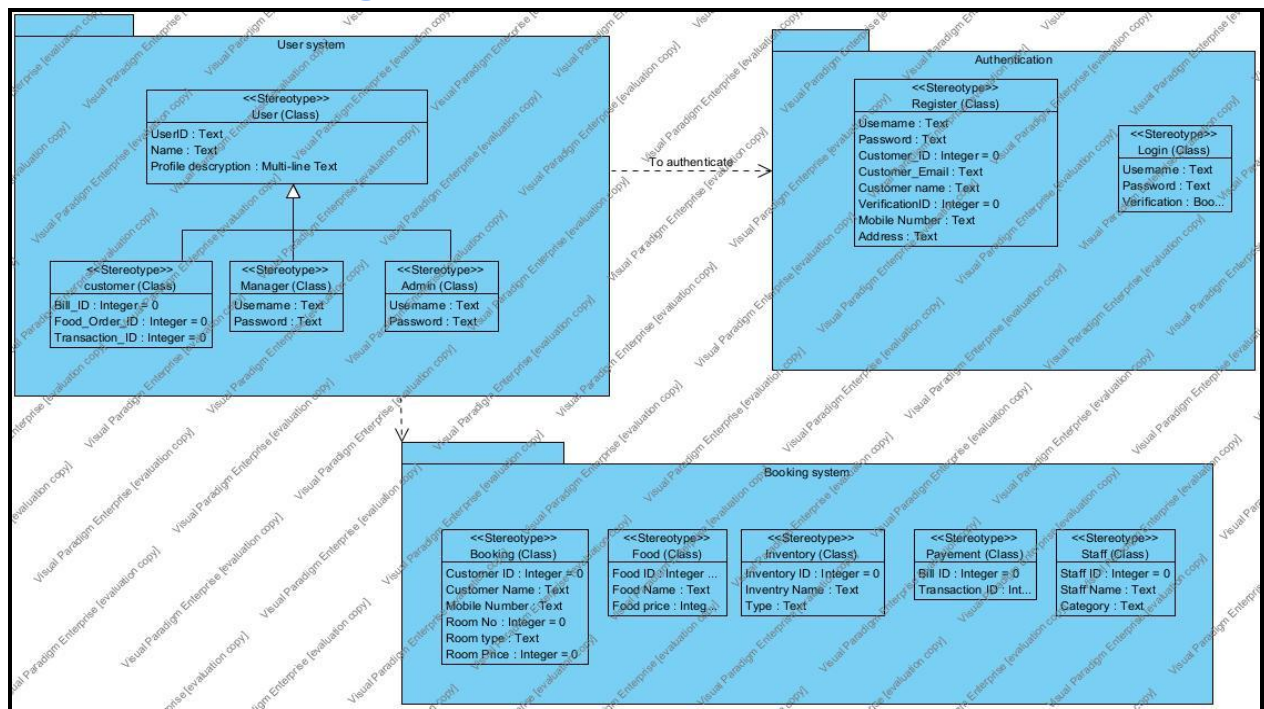 User system
<<Stereotype>>
User (Class)
UserID : Text
Name : Text
Profile descryption : Multi-line Text
<<Stereotype>>
customer (Class)
Bill_ID : Integer = 0
Food_Order_ID : Integer = 0
Transaction_ID : Integer = 0
<<Stereotype>>
Manager (Class)
Username : Text
Password : Text
<<Stereotype>>
Admin (Class)
Username : Text
Password : Text
To authenticate
Authentication
<<Stereotype>>
Register (Class)
Username : Text
Password : Text
Customer_ID : Integer = 0
Customer_Email : Text
Customer name : Text
VerificationID : Integer = 0
Mobile Number : Text
Address : Text
<<Stereotype>>
Login (Class)
Username : Text
Password : Text
Verification : Boo...
Booking system
<<Stereotype>>
Booking (Class)
Customer ID : Integer = 0
Customer Name : Text
Mobile Number : Text
Room No : Integer = 0
Room type : Text
Room Price : Integer = 0
<<Stereotype>>
Food (Class)
Food ID : Integer ...
Food Name : Text
Food price : Integ...
<<Stereotype>>
Inventory (Class)
Inventory ID : Integer = 0
Inventry Name : Text
Type : Text
<<Stereotype>>
Payement (Class)
Bill ID : Integer = 0
Transaction ID : Int...
<<Stereotype>>
Staff (Class)
Staff ID : Integer = 0
Staff Name : Text
Category : Text
Visual Paradigm Enterprise [evaluation copy]